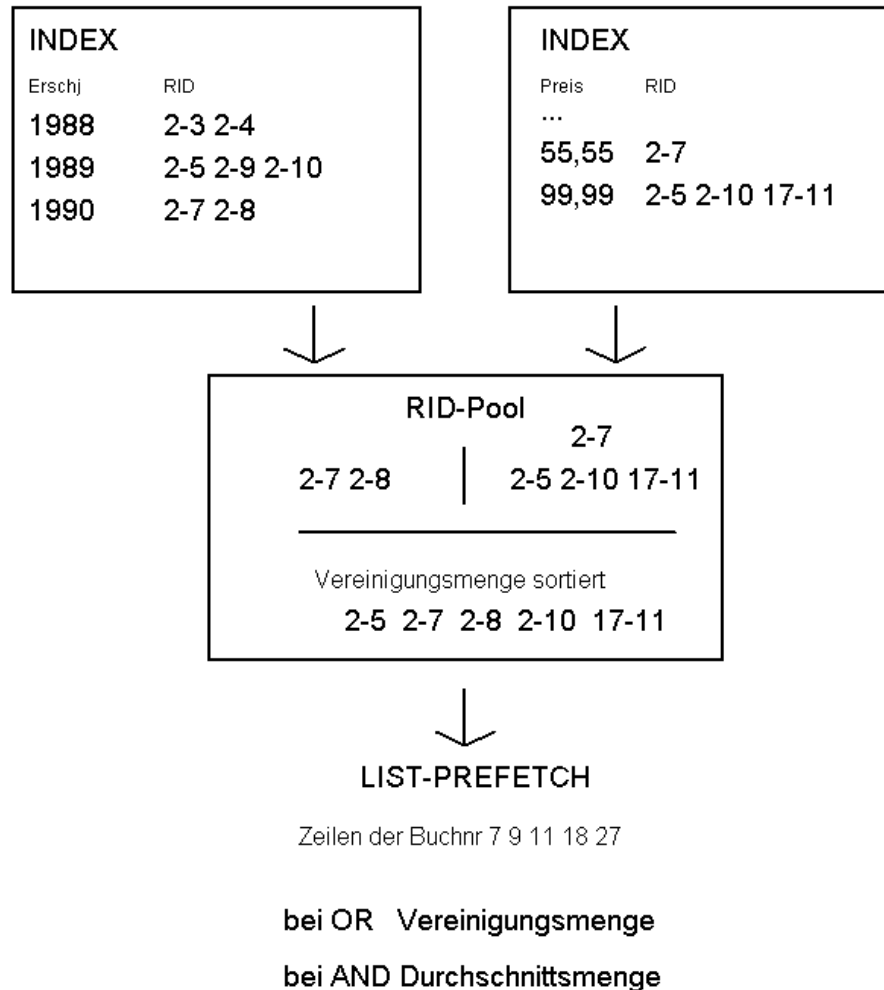 INDEX
Erschj RID
1988 2-3 2-4
1989 2-5 2-9 2-10
1990 2-7 2-8
INDEX
Preis RID
...
55,55 2-7
99,99 2-5 2-10 17-11
RID-Pool
2-7
2-7 2-8 2-5 2-10 17-11
Vereinigungsmenge sortiert
2-5 2-7 2-8 2-10 17-11
LIST-PREFETCH
Zeilen der Buchnr 7 9 11 18 27
bei OR Vereinigungsmenge
bei AND Durchschnittsmenge